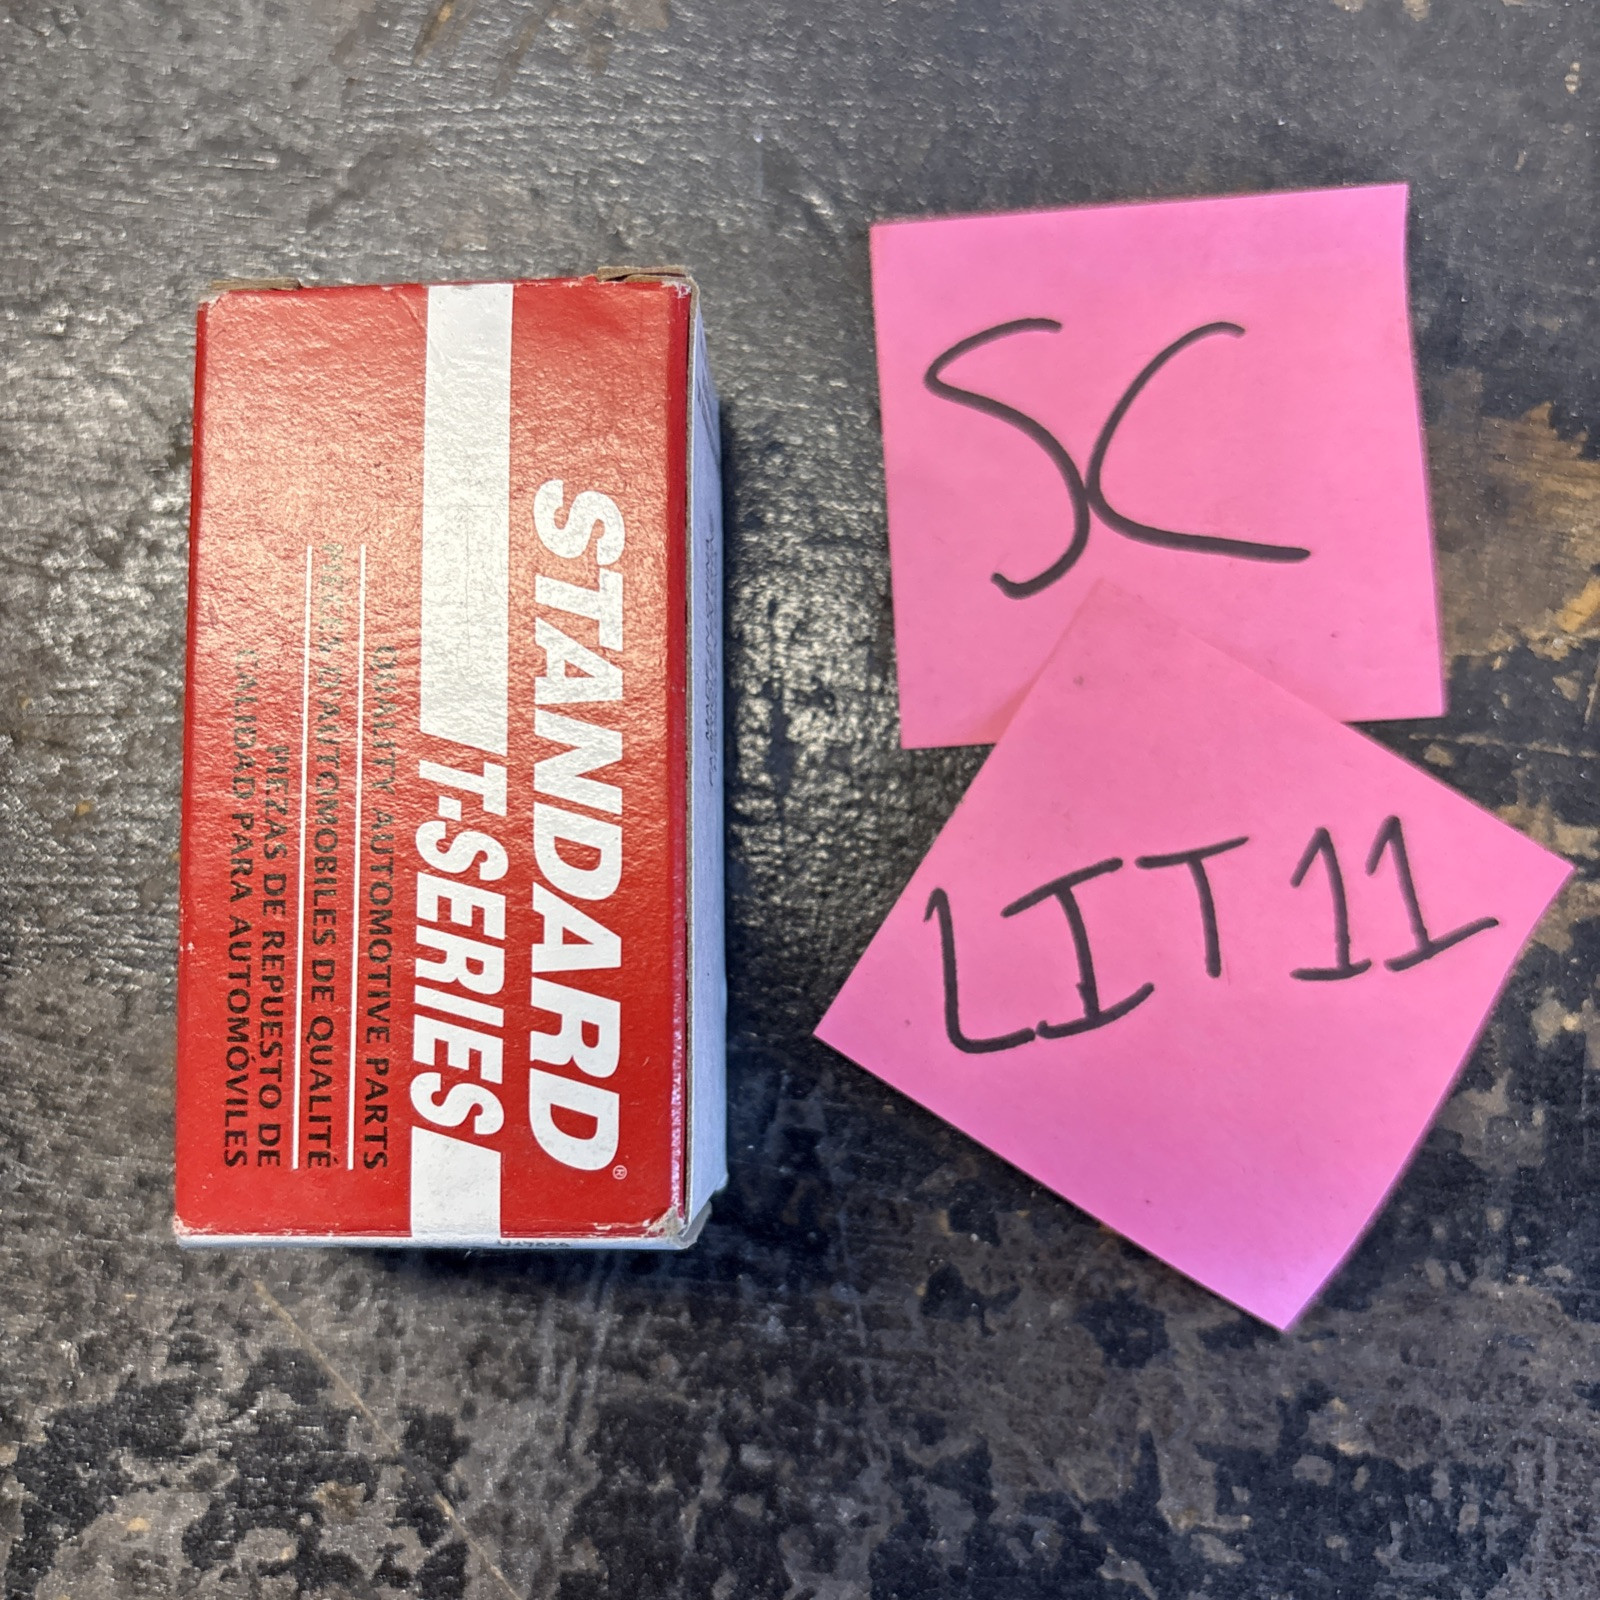 STANDARD®
T-SERIES
QUALITY AUTOMOTIVE PARTS
PIÈCES D'AUTOMOBILES DE QUALITÉ
PIEZAS DE REPUESTO DE
CALIDAD PARA AUTOMÓVILES
SC
LIT11